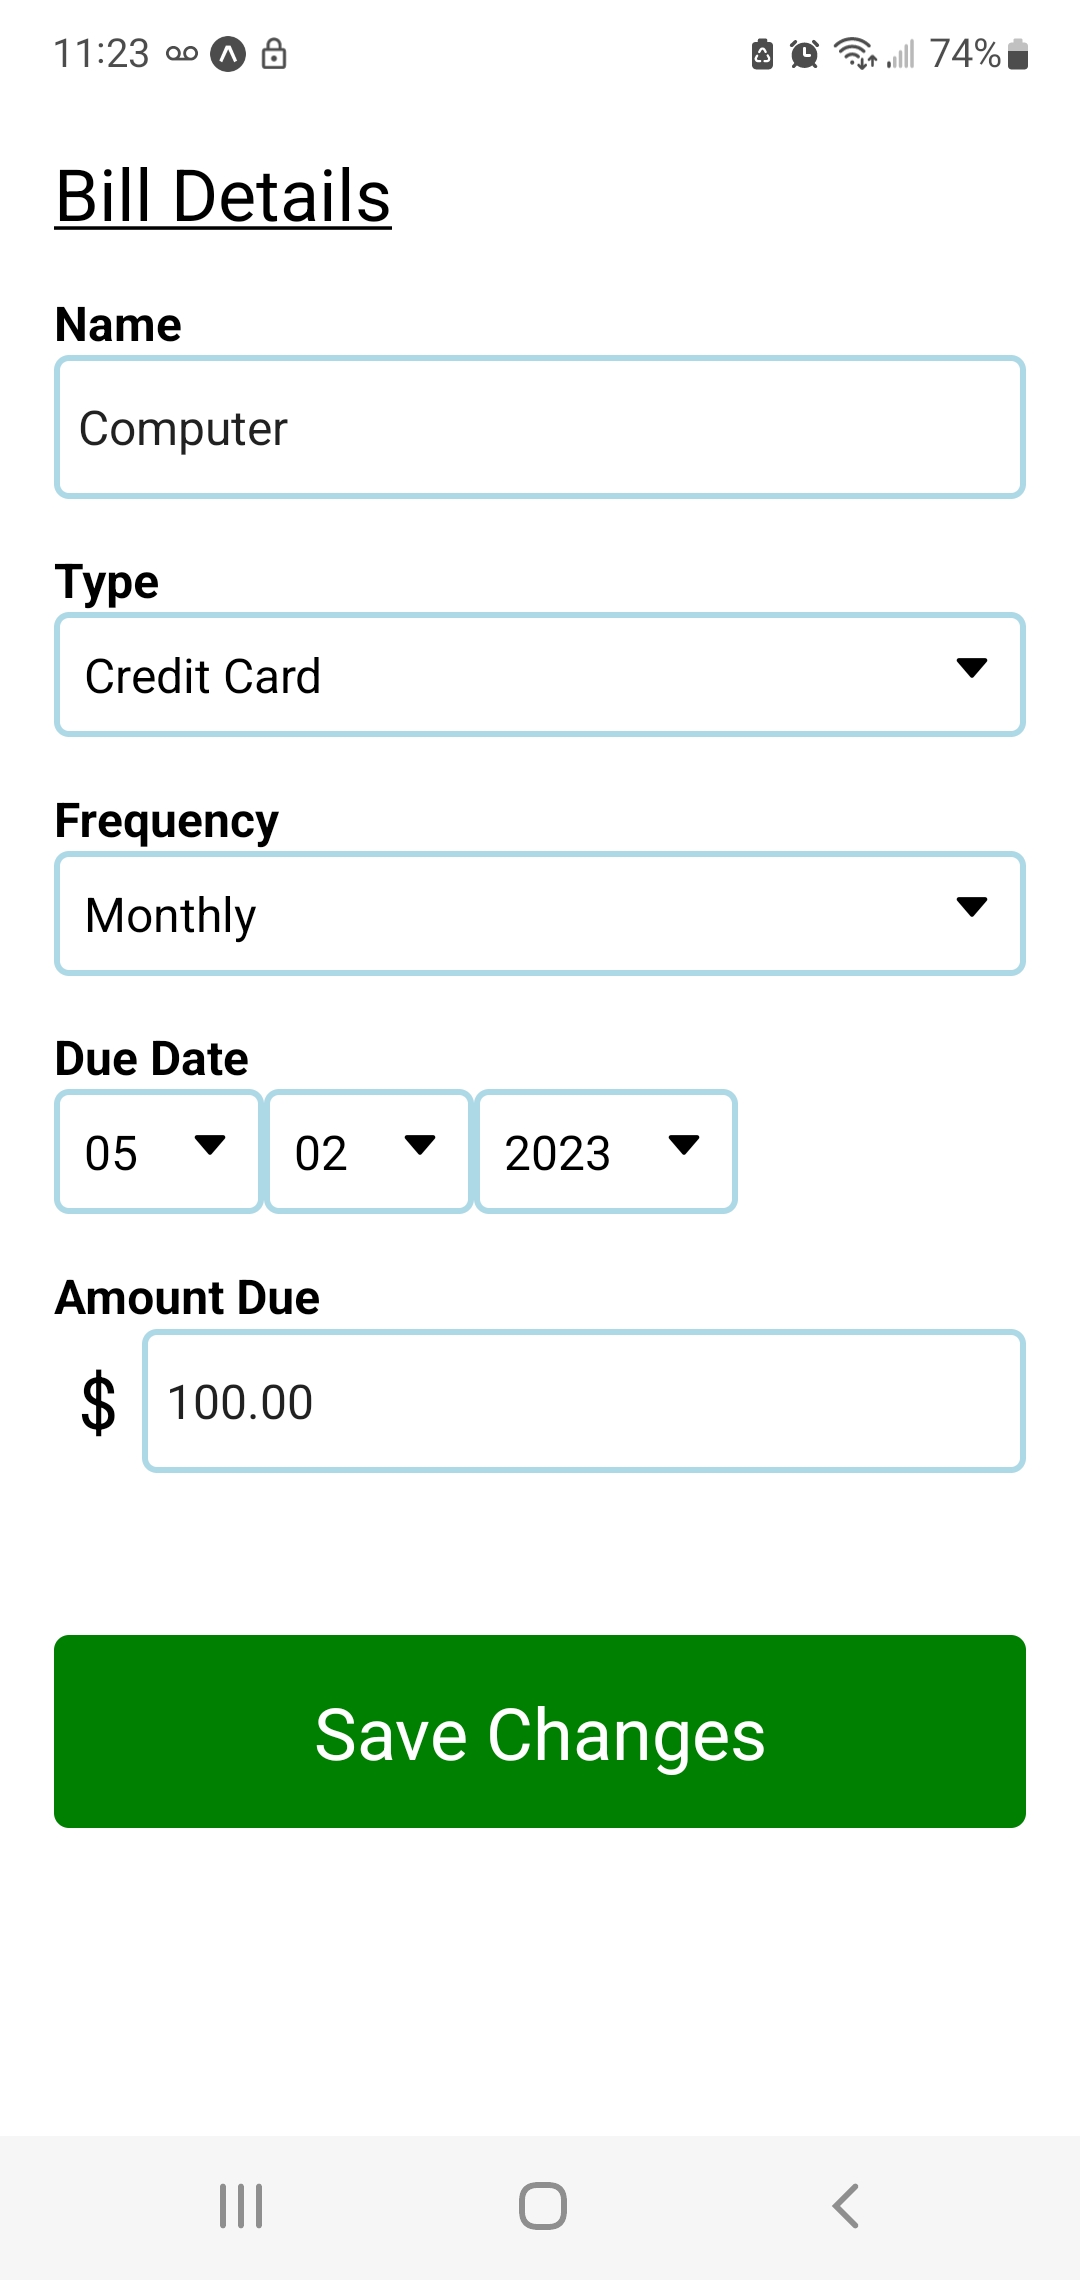 11:23 74%
Bill Details
Name
Computer
Type
Credit Card
Frequency
Monthly
Due Date
05 02 2023
Amount Due
$ 100.00
Save Changes